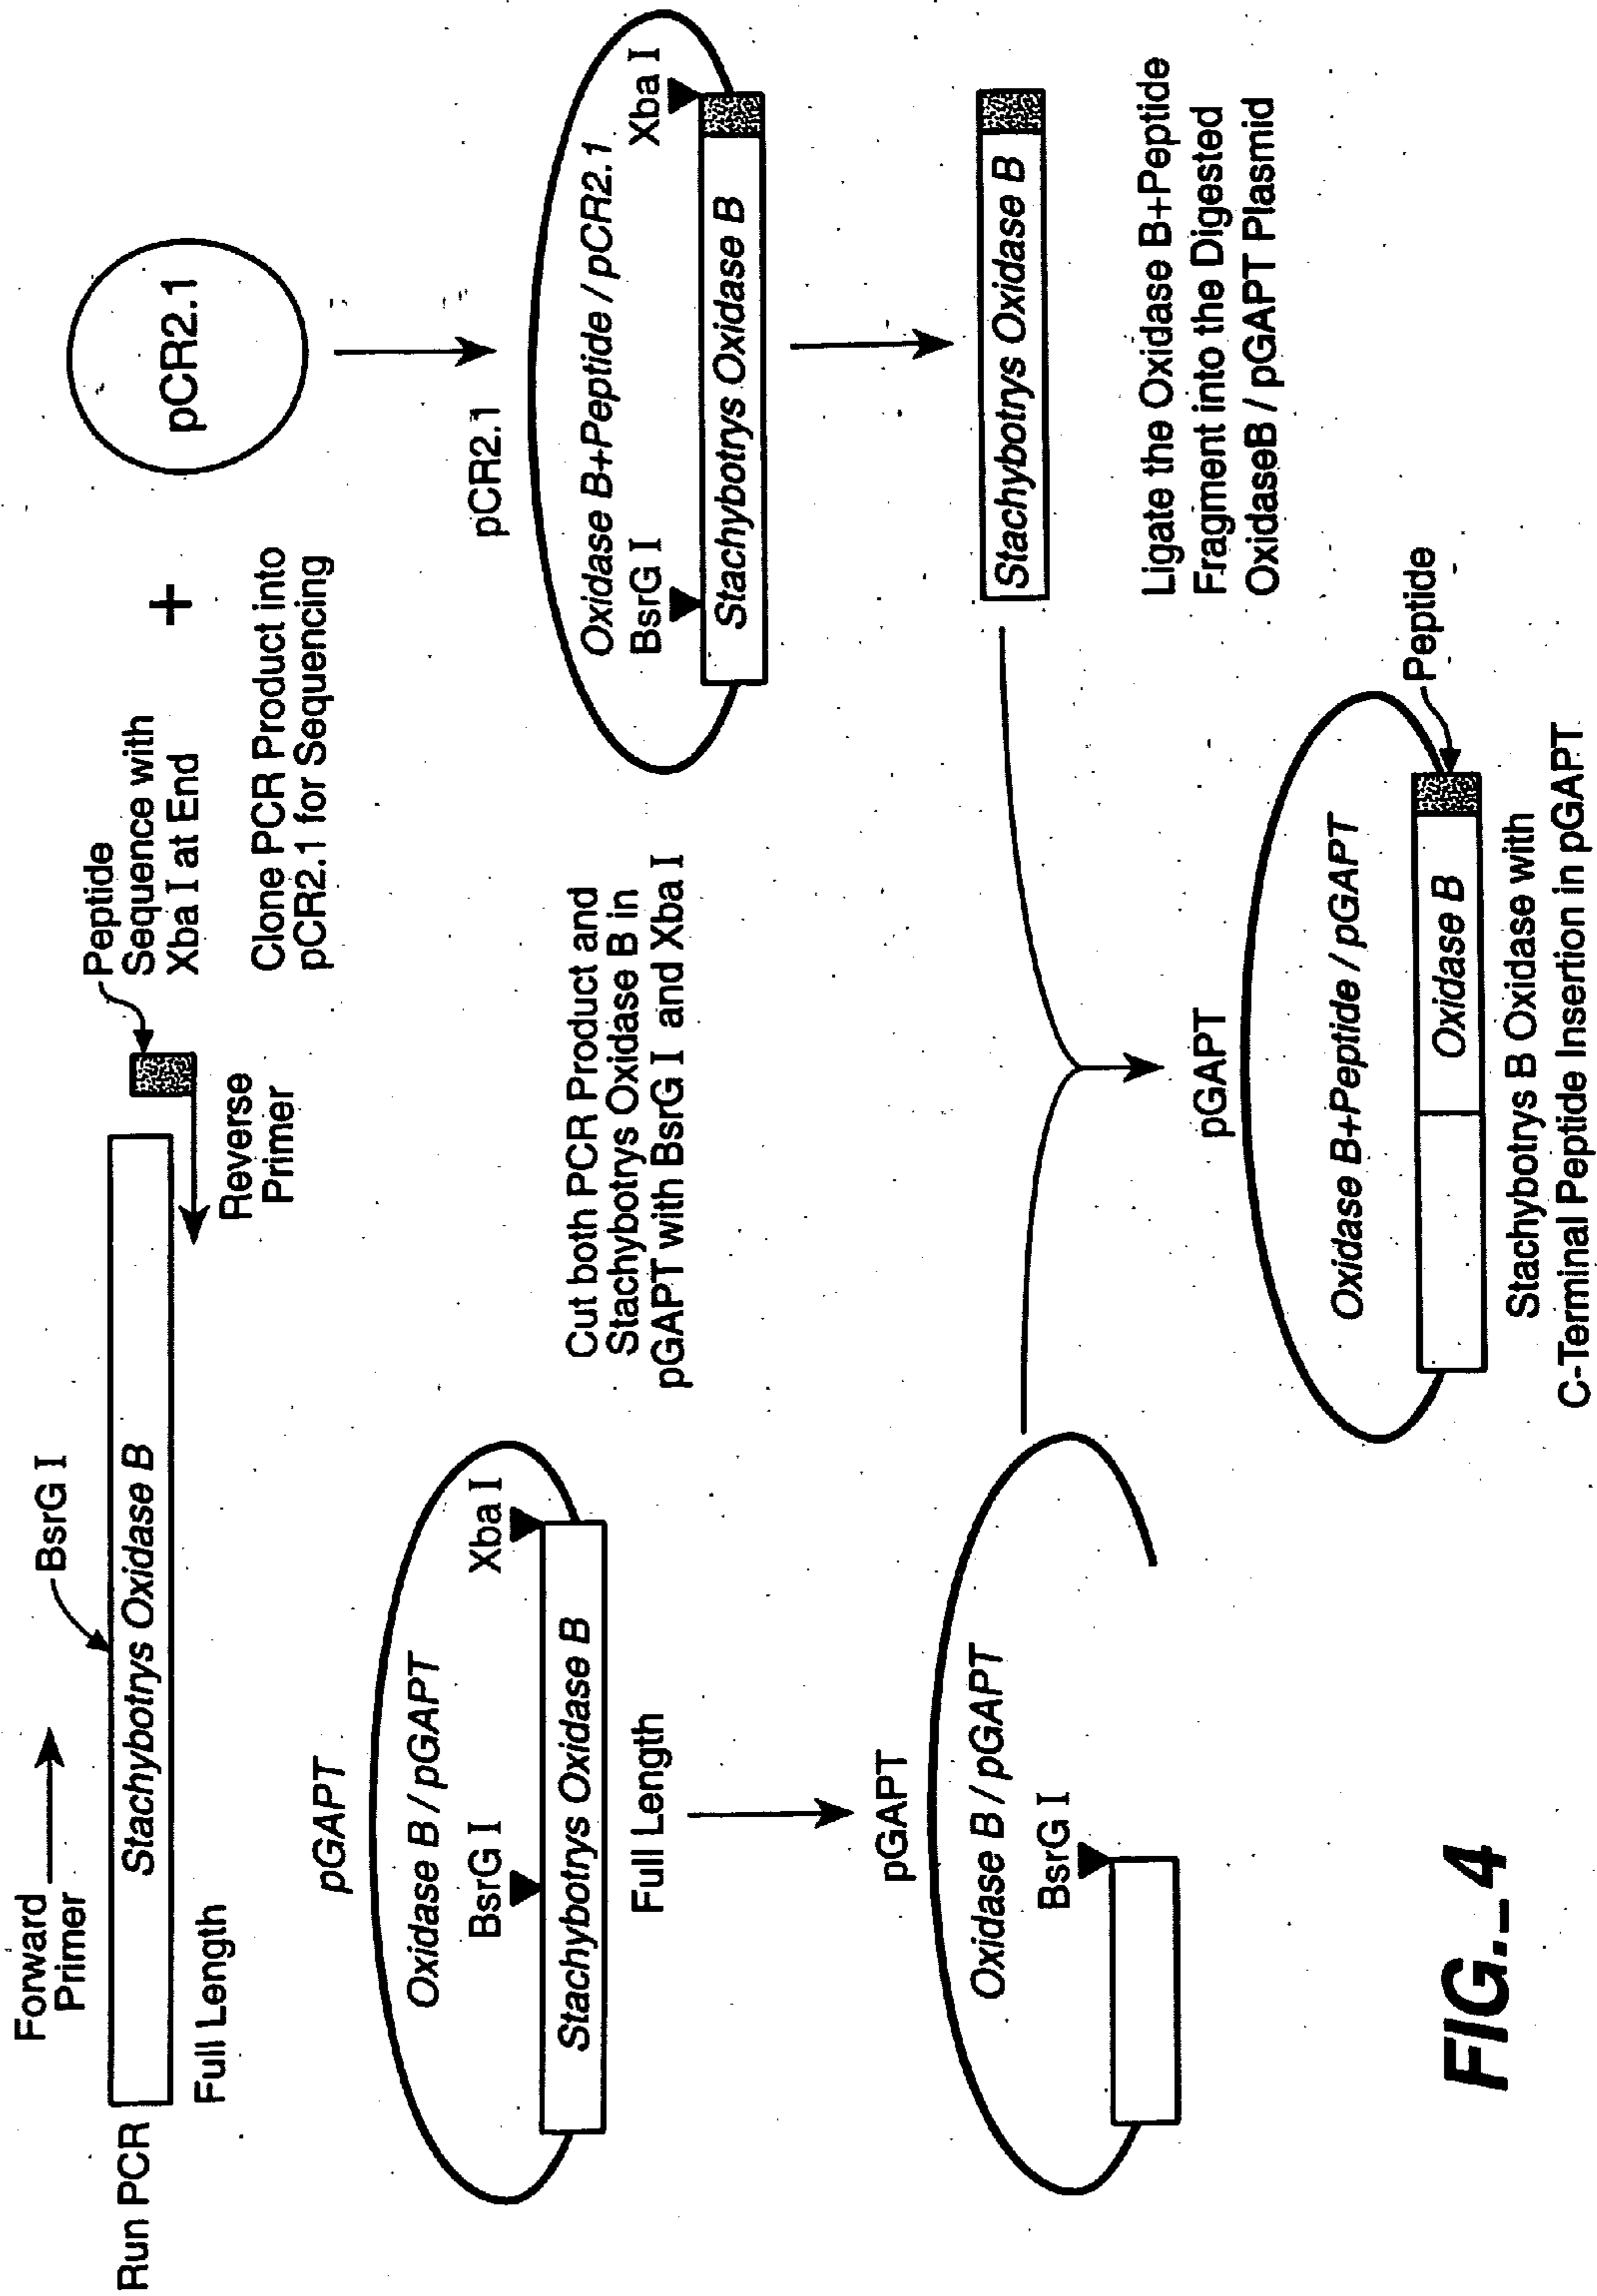 Forward
Primer
BsrG I
Run PCR
Stachybotrys Oxidase B
Full Length
Reverse
Primer
Peptide
Sequence with
Xba I at End
+
pCR2.1
Clone PCR Product into
pCR2.1 for Sequencing
pGAPT
Oxidase B / pGAPT
BsrG I
Xba I
Stachybotrys Oxidase B
Full Length
Cut both PCR Product and
Stachybotrys Oxidase B in
pGAPT with BsrG I and Xba I
pCR2.1
Oxidase B+Peptide / pCR2.1
BsrG I
Xba I
Stachybotrys Oxidase B
pGAPT
Oxidase B / pGAPT
BsrG I
Stachybotrys Oxidase B
Ligate the Oxidase B+Peptide
Fragment into the Digested
OxidaseB / pGAPT Plasmid
pGAPT
Oxidase B+Peptide / pGAPT
Peptide
Oxidase B
Stachybotrys B Oxidase with
C-Terminal Peptide Insertion in pGAPT
FIG._4